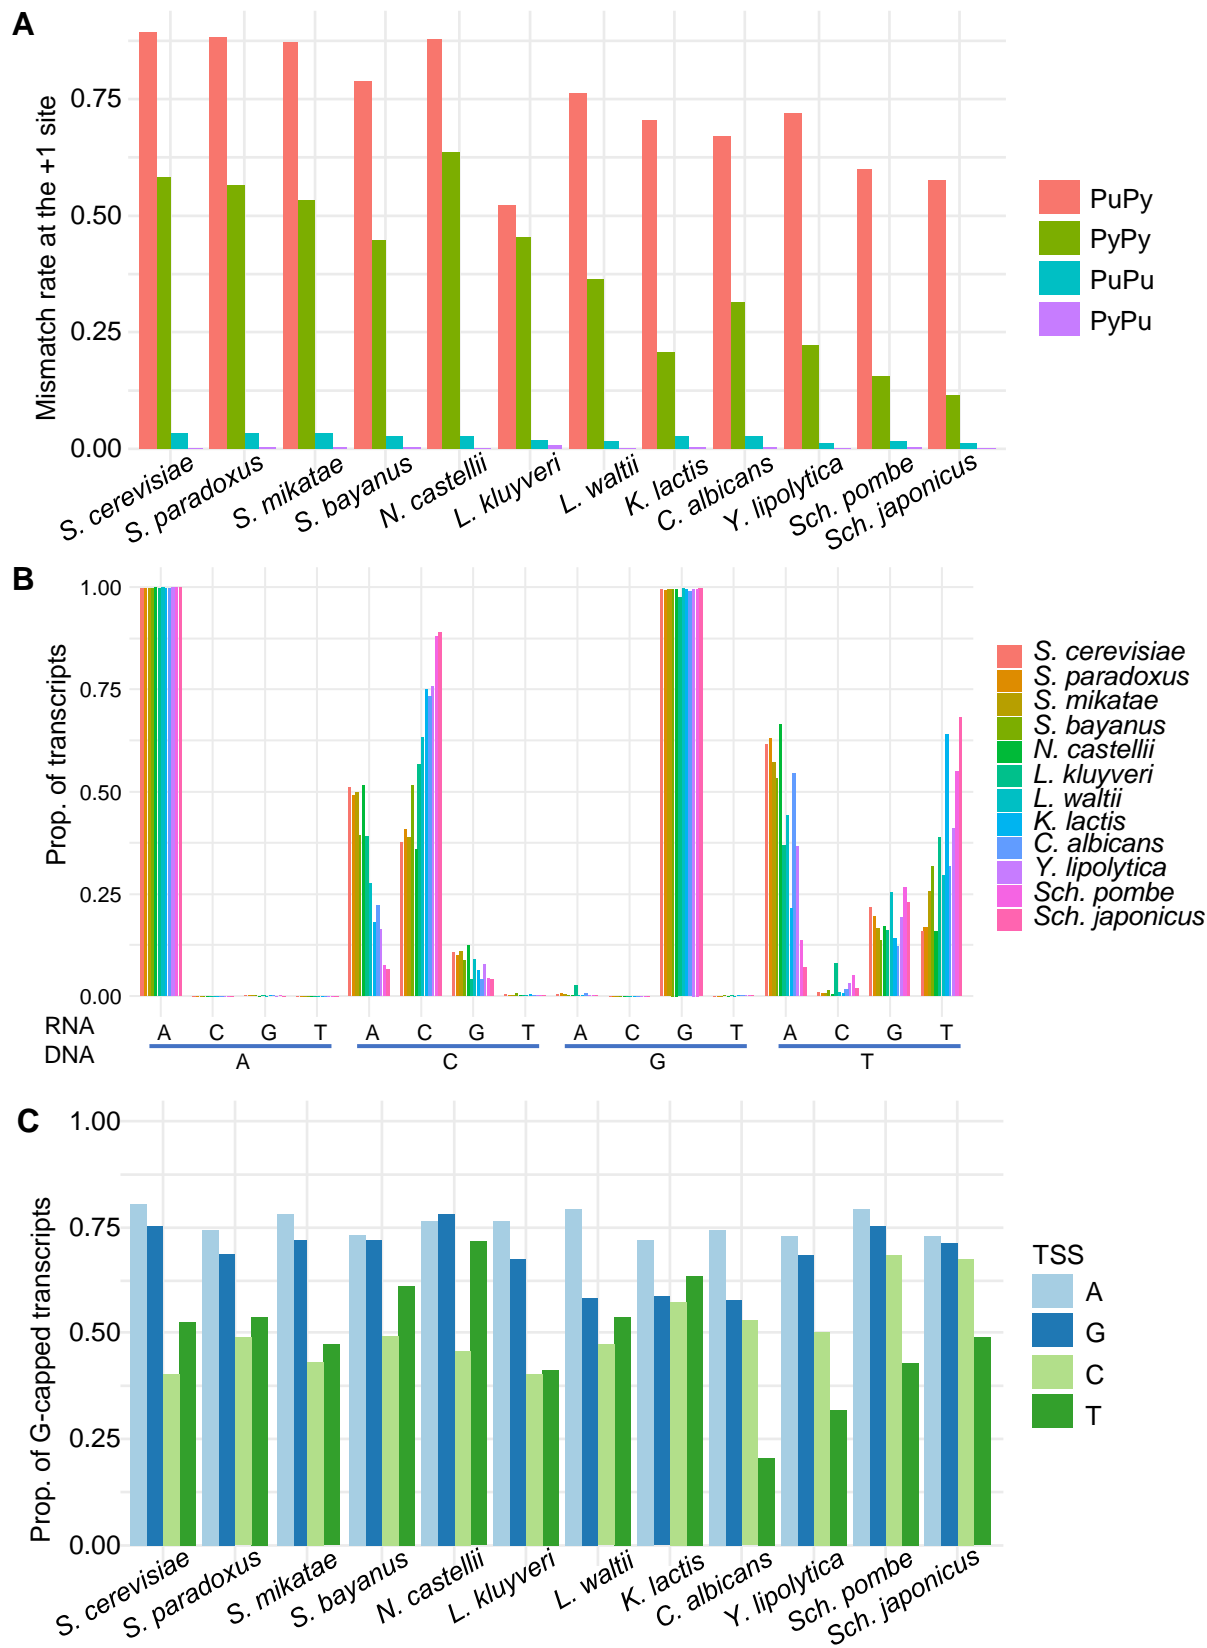 A
Mismatch rate at the +1 site
0.75
0.50
0.25
0.00
S. cerevisiae
S. paradoxus
S. mikatae
S. bayanus
N. castellii
L. kluyveri
L. waltii
K. lactis
C. albicans
Y. lipolytica
Sch. pombe
Sch. japonicus
PuPy
PyPy
PuPu
PyPu
B
Prop. of transcripts
1.00
0.75
0.50
0.25
0.00
RNA A C G T A C G T A C G T A C G T
DNA A C G T
S. cerevisiae
S. paradoxus
S. mikatae
S. bayanus
N. castellii
L. kluyveri
L. waltii
K. lactis
C. albicans
Y. lipolytica
Sch. pombe
Sch. japonicus
C
Prop. of G-capped transcripts
1.00
0.75
0.50
0.25
0.00
S. cerevisiae
S. paradoxus
S. mikatae
S. bayanus
N. castellii
L. kluyveri
L. waltii
K. lactis
C. albicans
Y. lipolytica
Sch. pombe
Sch. japonicus
TSS
A
G
C
T